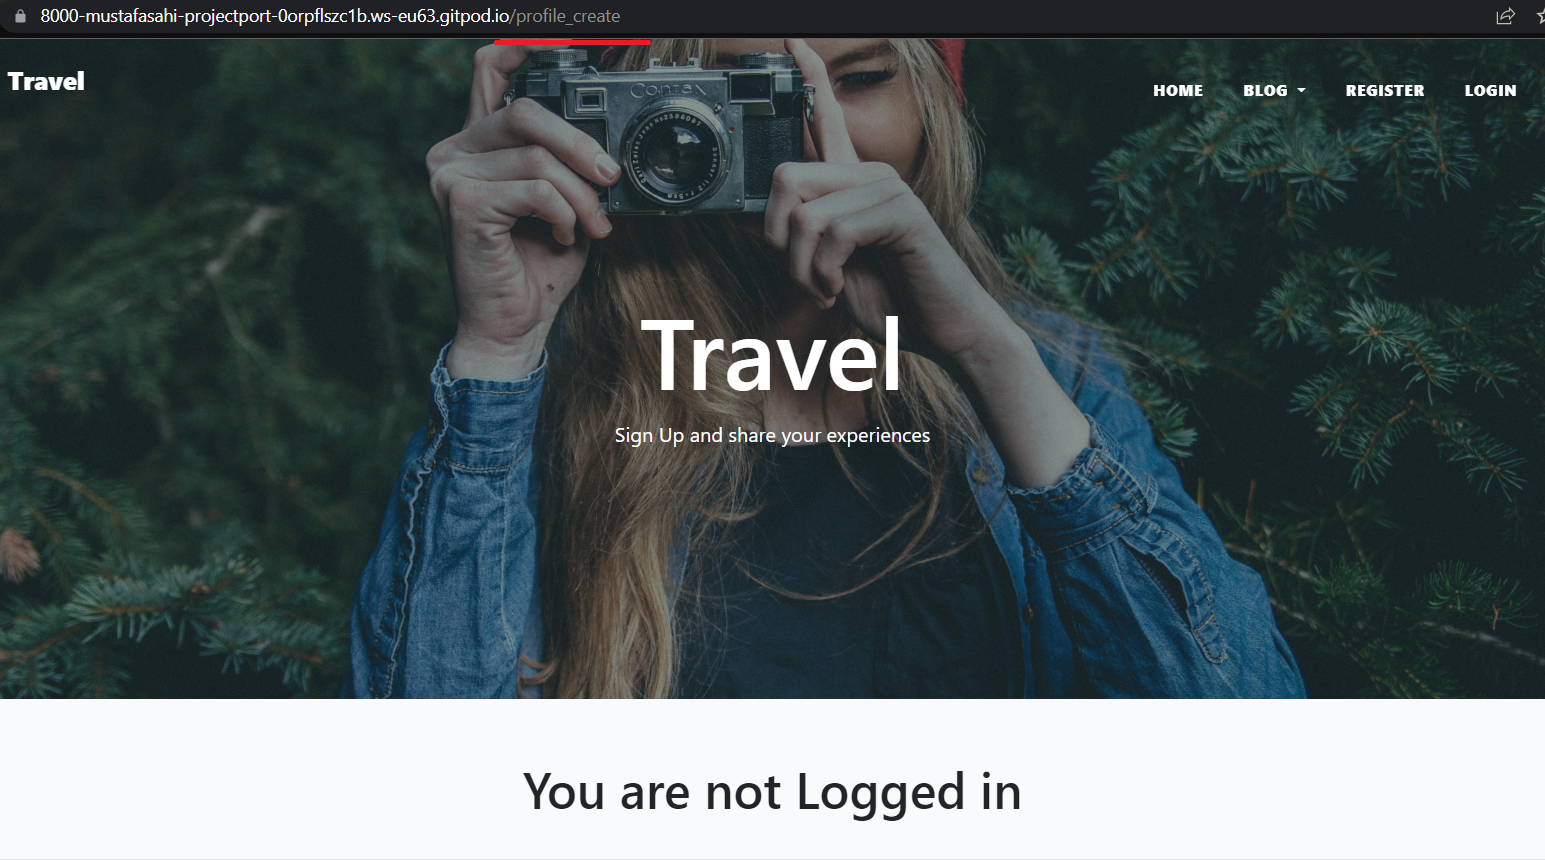 8000-mustafasahi-projectport-0orpflszc1b.ws-eu63.gitpod.io/profile_create
Travel
HOME
BLOG
REGISTER
LOGIN
Contax
Travel
Sign Up and share your experiences
You are not Logged in